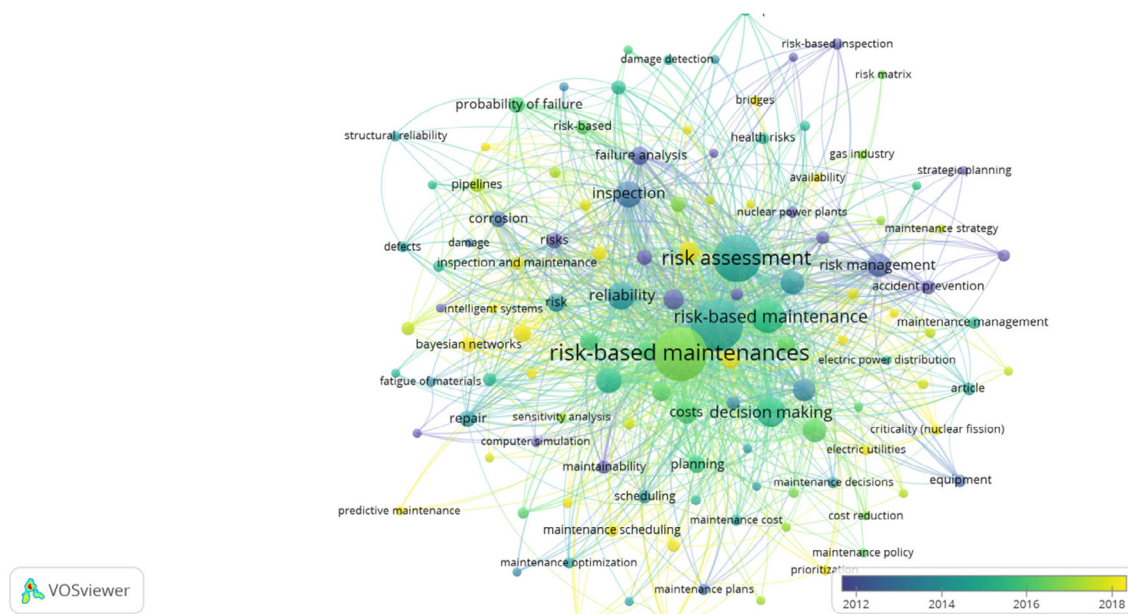 risk-based inspection
damage detection
risk matrix
bridges
probability of failure
risk-based
structural reliability
health risks
failure analysis
gas industry
strategic planning
availability
pipelines
inspection
nuclear power plants
corrosion
maintenance strategy
risks
damage
defects
risk assessment
inspection and maintenance
risk management
accident prevention
reliability
risk
intelligent systems
risk-based maintenance
maintenance management
bayesian networks
risk-based maintenances
electric power distribution
fatigue of materials
article
costs
decision making
repair
sensitivity analysis
criticality (nuclear fission)
computer simulation
electric utilities
maintainability
planning
equipment
maintenance decisions
scheduling
predictive maintenance
cost reduction
maintenance cost
maintenance scheduling
maintenance policy
maintenance optimization
prioritization
maintenance plans
VOSviewer
2012 2014 2016 2018